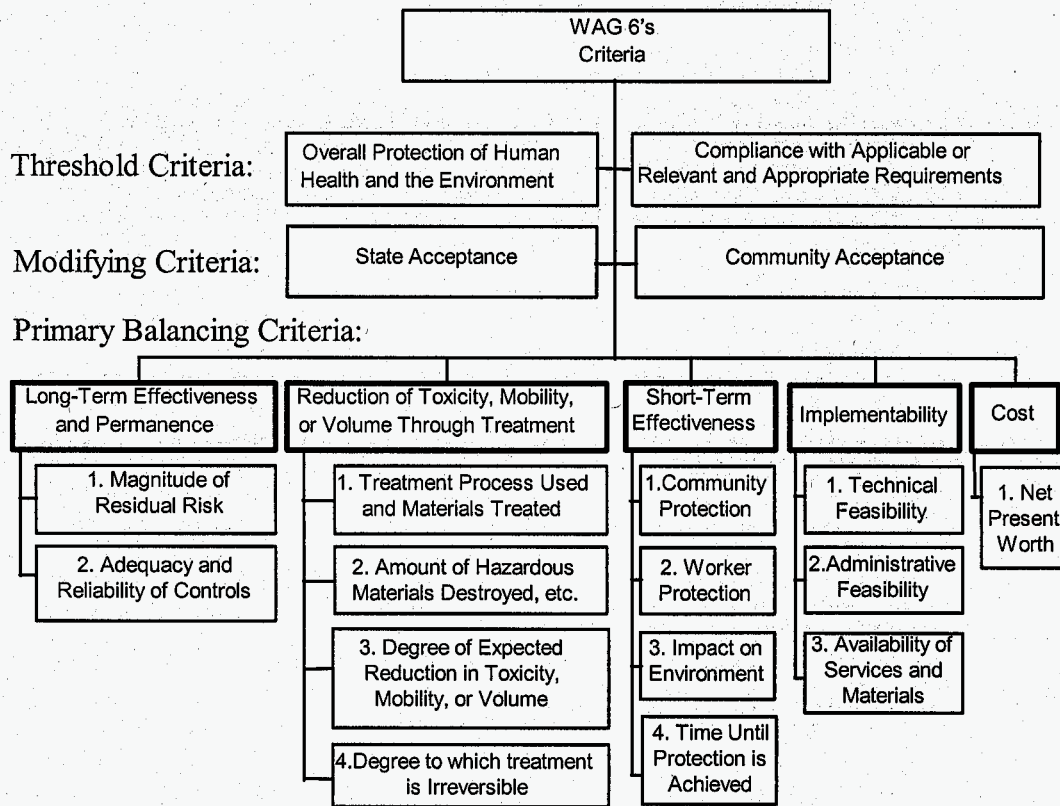 WAG 6's
Criteria
Threshold Criteria:
Overall Protection of Human
Health and the Environment
Compliance with Applicable or
Relevant and Appropriate Requirements
Modifying Criteria:
State Acceptance
Community Acceptance
Primary Balancing Criteria:
Long-Term Effectiveness
and Permanence
1. Magnitude of
Residual Risk
2. Adequacy and
Reliability of Controls
Reduction of Toxicity, Mobility,
or Volume Through Treatment
1. Treatment Process Used
and Materials Treated
2. Amount of Hazardous
Materials Destroyed, etc.
3. Degree of Expected
Reduction in Toxicity,
Mobility, or Volume
4.Degree to which treatment
is Irreversible
Short-Term
Effectiveness
1.Community
Protection
2. Worker
Protection
3. Impact on
Environment
4. Time Until
Protection is
Achieved
Implementability
1. Technical
Feasibility
2.Administrative
Feasibility
3. Availability of
Services and
Materials
Cost
1. Net
Present
Worth